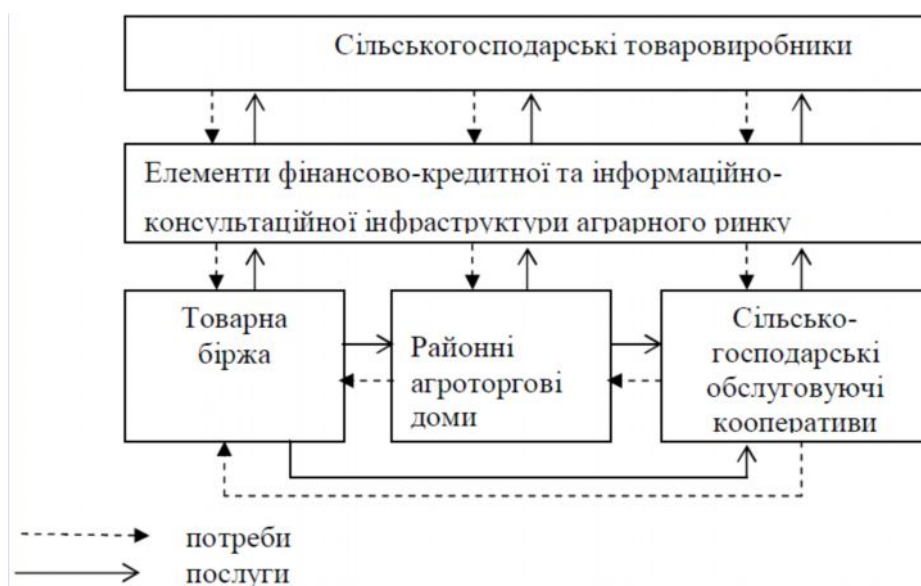 Сільськогосподарські товаровиробники
Елементи фінансово-кредитної та інформаційно-
консультаційної інфраструктури аграрного ринку
Товарна
біржа
Районні
агроторгові
доми
Сільсько-
господарські
обслуговуючі
кооперативи
потреби
послуги